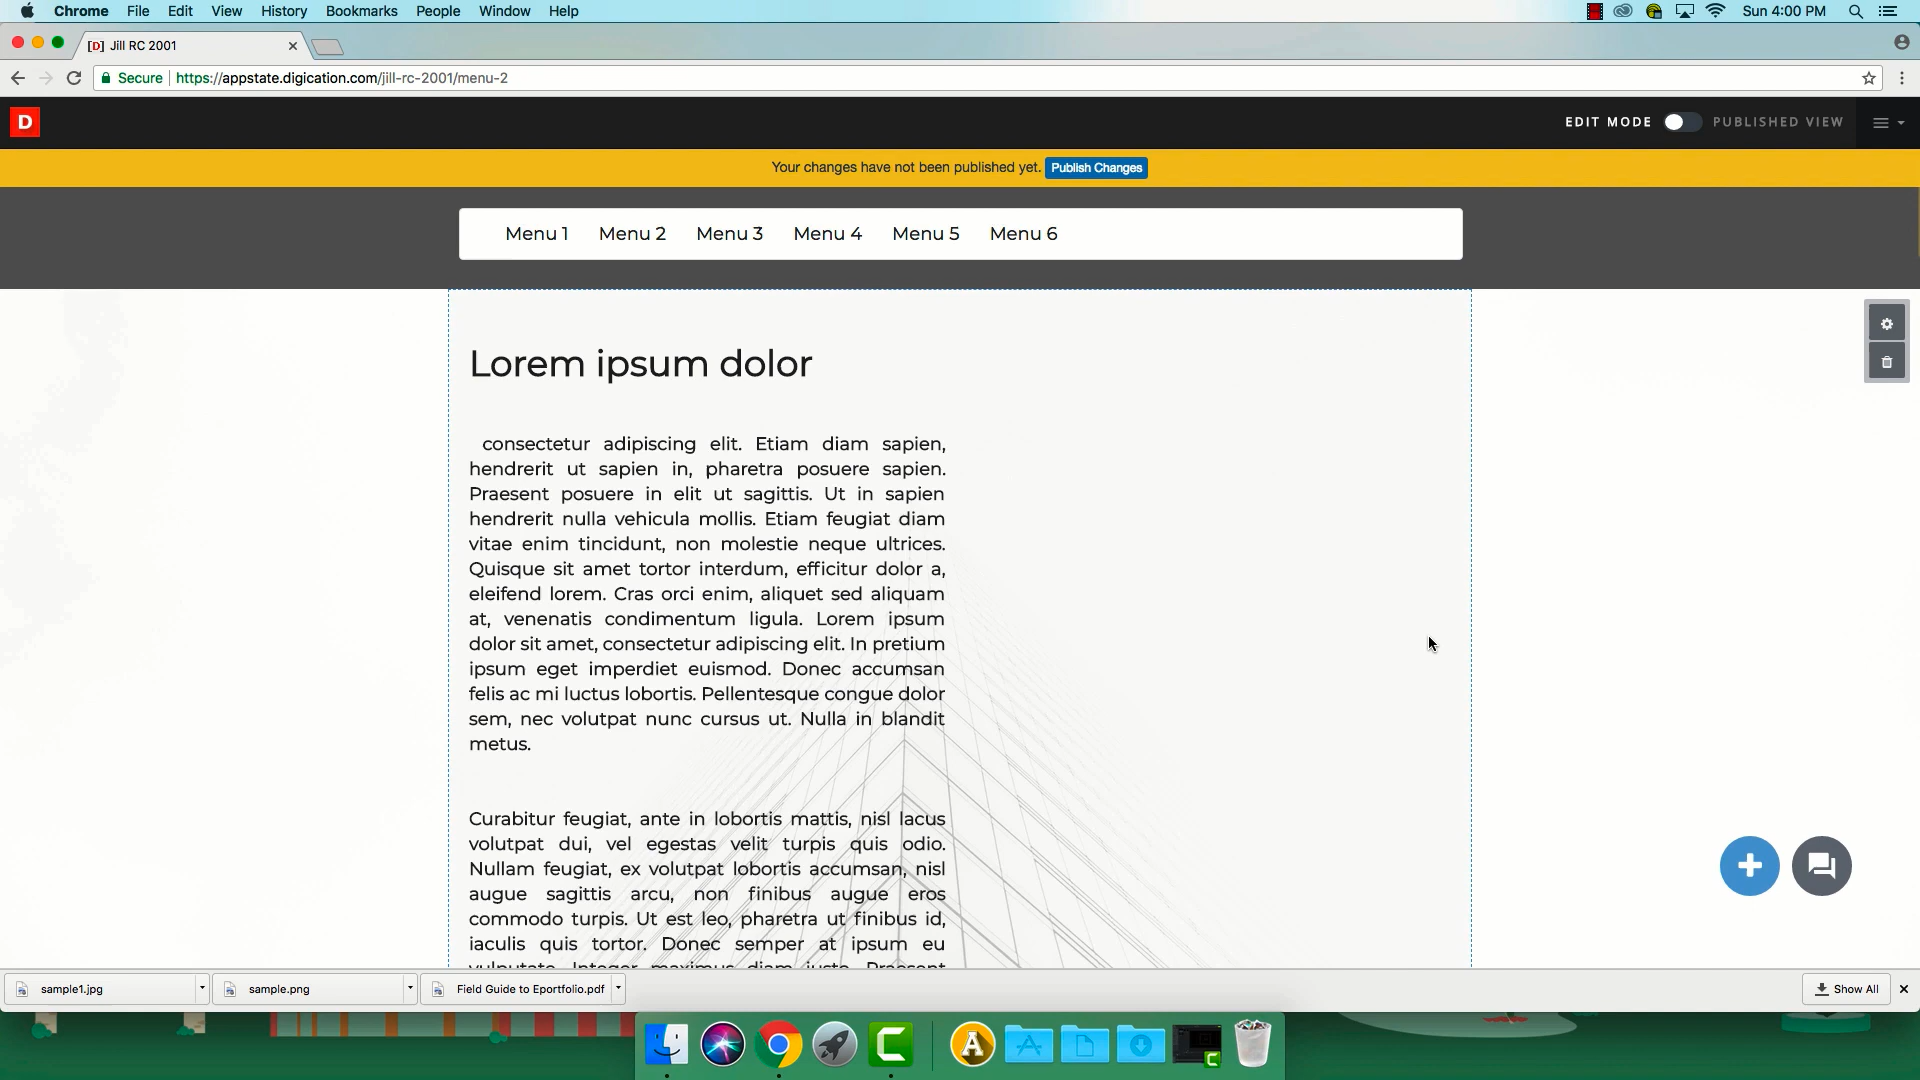 Chrome File Edit View History Bookmarks People Window Help Sun 4:00 PM
[D] Jill RC 2001
Secure https://appstate.digication.com/jill-rc-2001/menu-2
D EDIT MODE PUBLISHED VIEW
Your changes have not been published yet. Publish Changes
Menu 1 Menu 2 Menu 3 Menu 4 Menu 5 Menu 6
Lorem ipsum dolor
consectetur adipiscing elit. Etiam diam sapien,
hendrerit ut sapien in, pharetra posuere sapien.
Praesent posuere in elit ut sagittis. Ut in sapien
hendrerit nulla vehicula mollis. Etiam feugiat diam
vitae enim tincidunt, non molestie neque ultrices.
Quisque sit amet tortor interdum, efficitur dolor a,
eleifend lorem. Cras orci enim, aliquet sed aliquam
at, venenatis condimentum ligula. Lorem ipsum
dolor sit amet, consectetur adipiscing elit. In pretium
ipsum eget imperdiet euismod. Donec accumsan
felis ac mi luctus lobortis. Pellentesque congue dolor
sem, nec volutpat nunc cursus ut. Nulla in blandit
metus.
Curabitur feugiat, ante in lobortis mattis, nisl lacus
volutpat dui, vel egestas velit turpis quis odio.
Nullam feugiat, ex volutpat lobortis accumsan, nisl
augue sagittis arcu, non finibus augue eros
commodo turpis. Ut est leo, pharetra ut finibus id,
iaculis quis tortor. Donec semper at ipsum eu
vulputate. Integer maximus diam justo. Praesent
sample1.jpg sample.png Field Guide to Eportfolio.pdf Show All